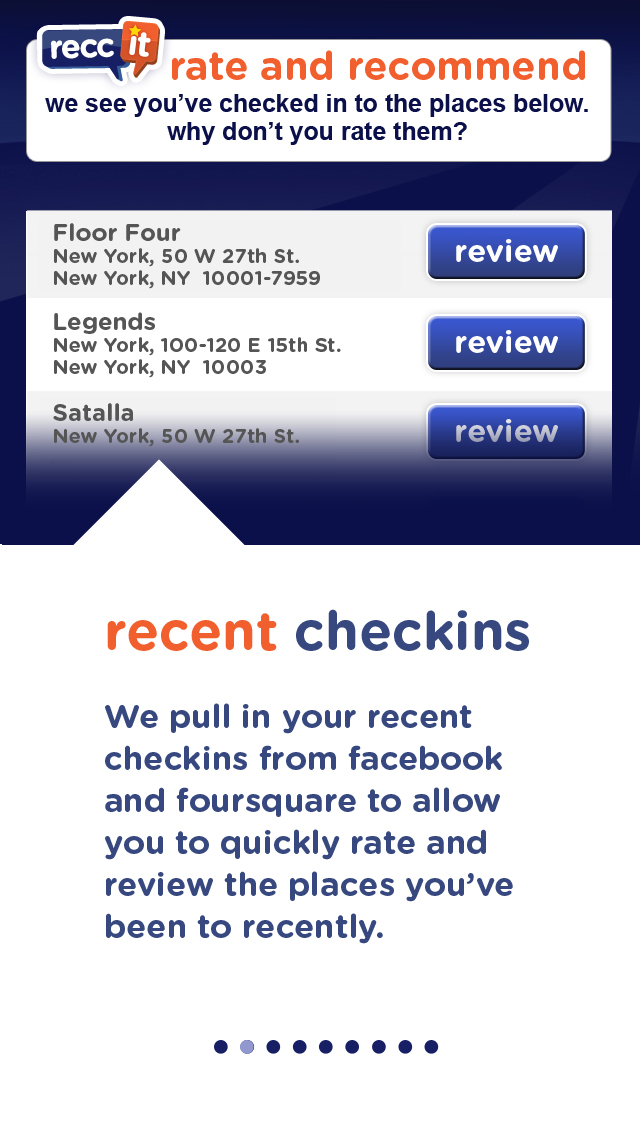 recc it
rate and recommend
we see you’ve checked in to the places below.
why don’t you rate them?
Floor Four
New York, 50 W 27th St.
New York, NY  10001-7959
review
Legends
New York, 100-120 E 15th St.
New York, NY  10003
review
Satalla
New York, 50 W 27th St.
review
recent checkins
We pull in your recent
checkins from facebook
and foursquare to allow
you to quickly rate and
review the places you’ve
been to recently.